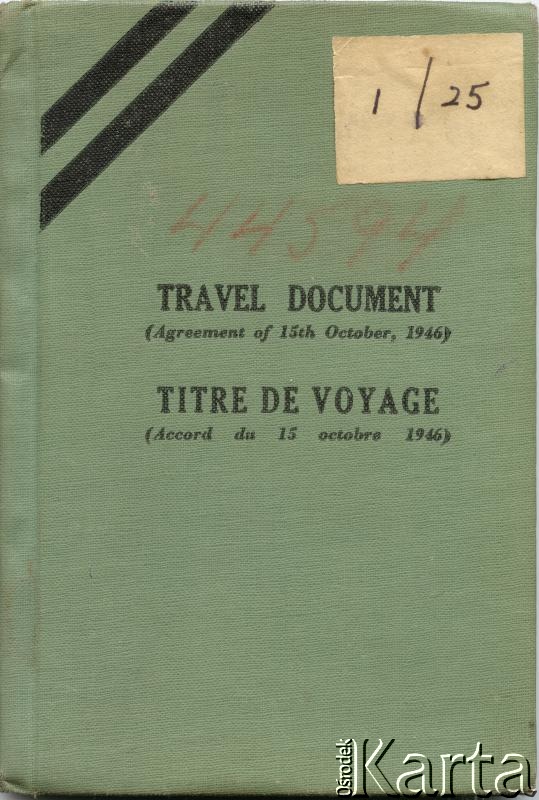 1 / 25
44594
TRAVEL DOCUMENT
(Agreement of 15th October, 1946)
TITRE DE VOYAGE
(Accord du 15 octobre 1946)
Ośrodek Karta